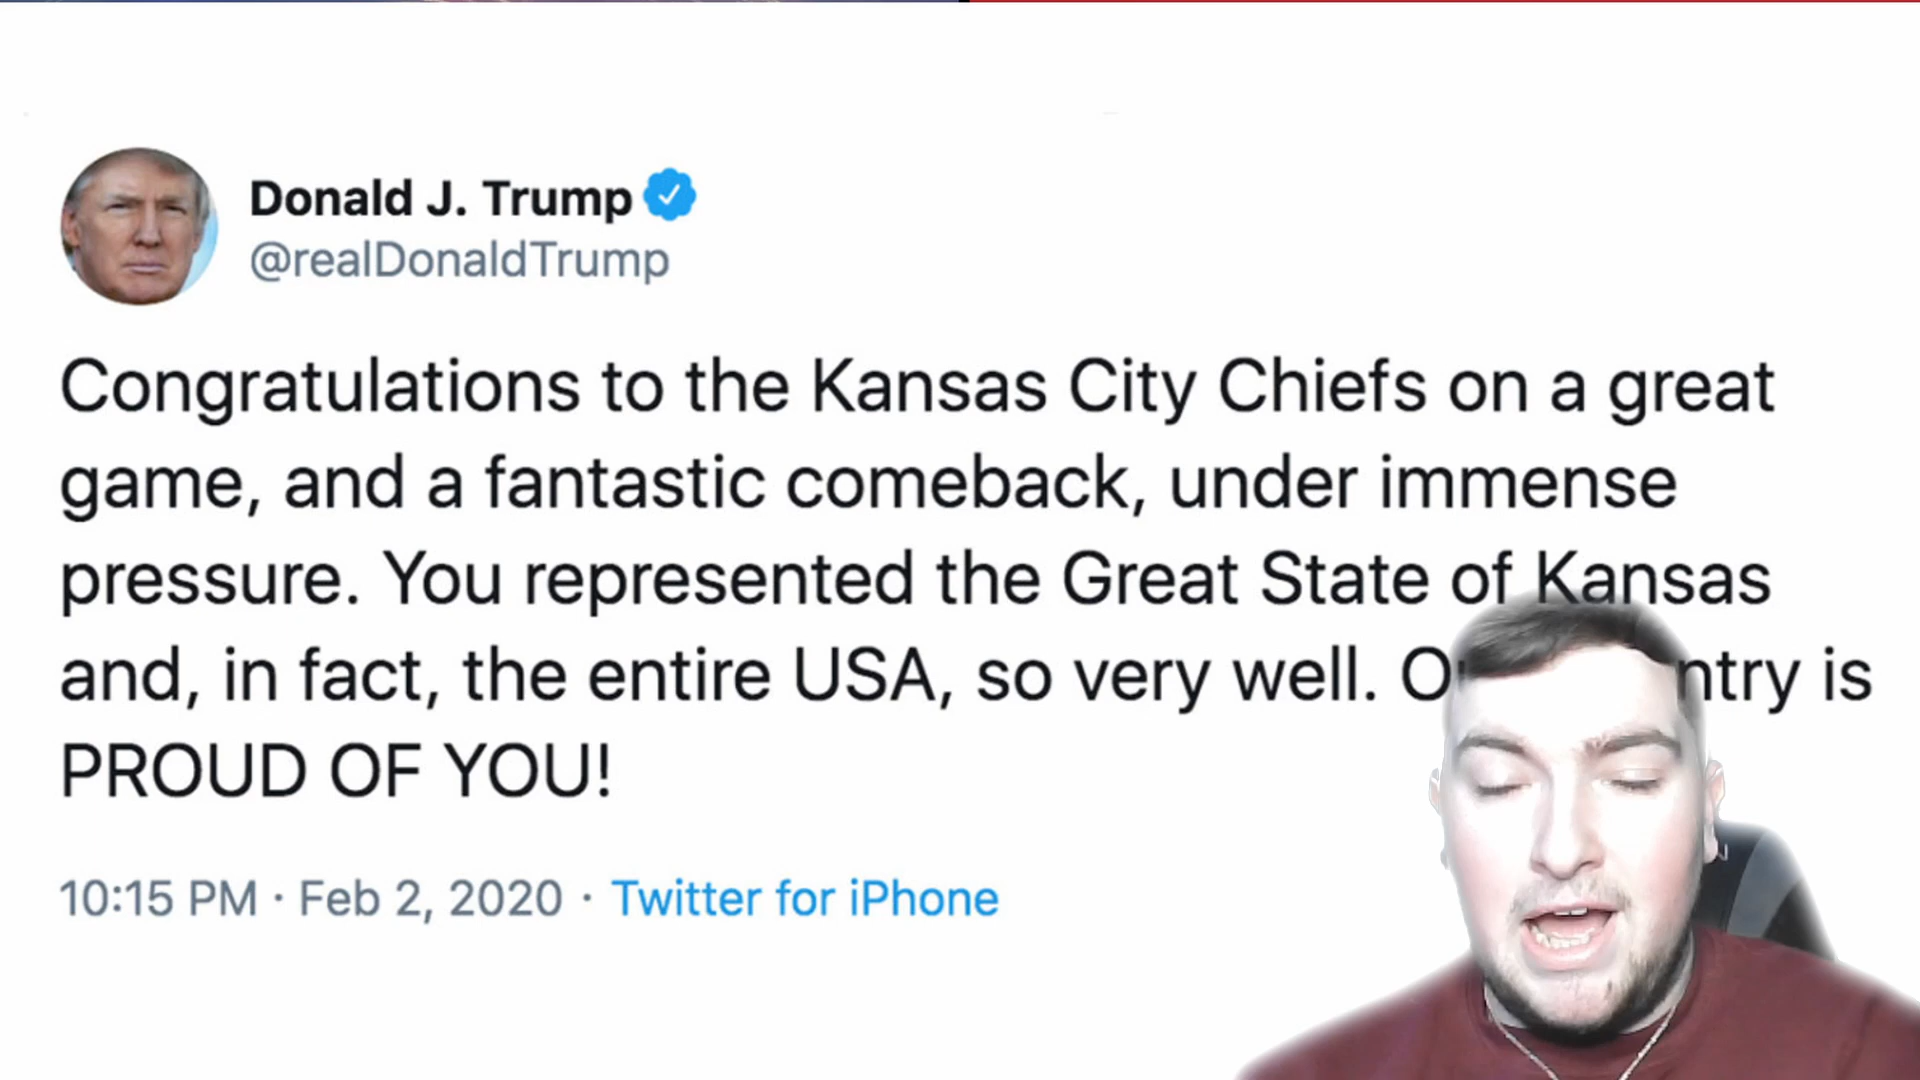 Donald J. Trump
@realDonaldTrump
Congratulations to the Kansas City Chiefs on a great
game, and a fantastic comeback, under immense
pressure. You represented the Great State of Kansas
and, in fact, the entire USA, so very well. is
PROUD OF YOU!
10:15 PM · Feb 2, 2020 · Twitter for iPhone